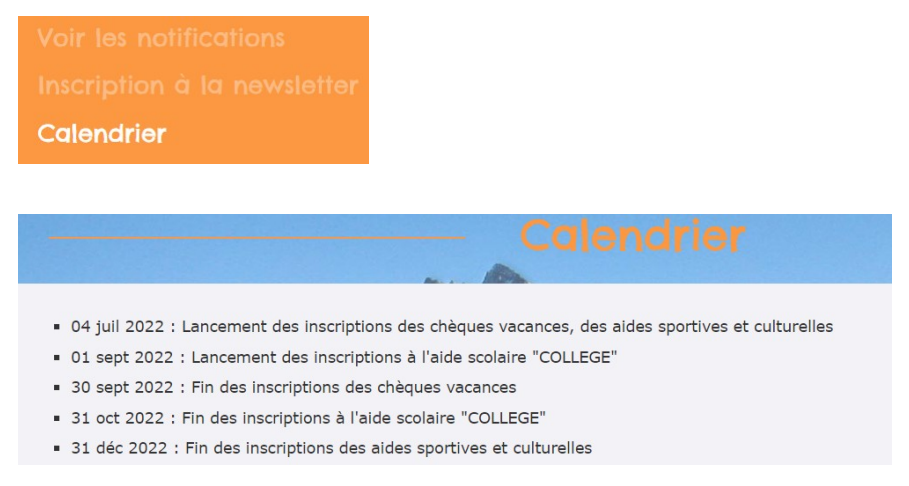 Voir les notifications
Inscription à la newsletter
Calendrier
Calendrier
▪ 04 juil 2022 : Lancement des inscriptions des chèques vacances, des aides sportives et culturelles
▪ 01 sept 2022 : Lancement des inscriptions à l'aide scolaire "COLLEGE"
▪ 30 sept 2022 : Fin des inscriptions des chèques vacances
▪ 31 oct 2022 : Fin des inscriptions à l'aide scolaire "COLLEGE"
▪ 31 déc 2022 : Fin des inscriptions des aides sportives et culturelles